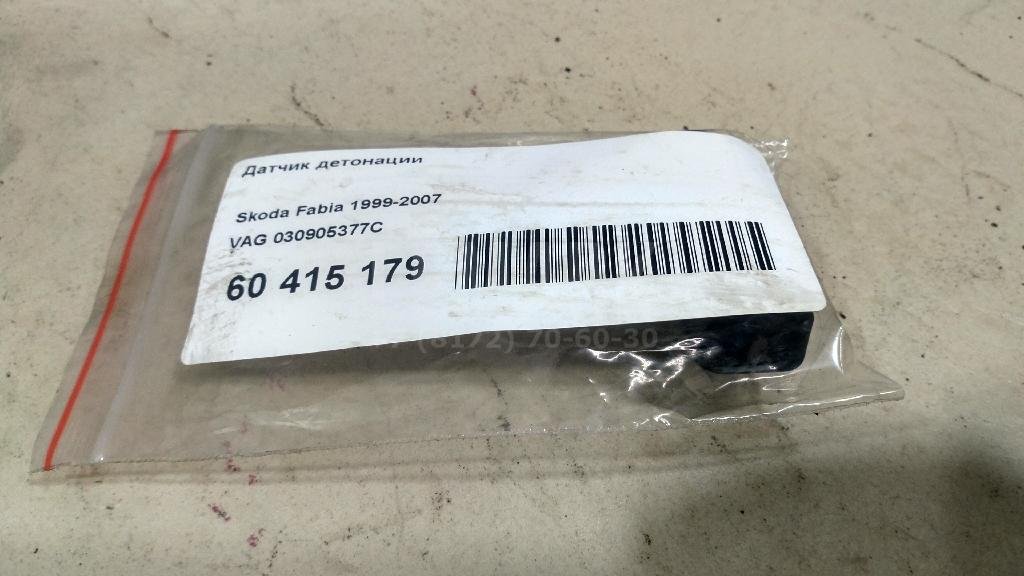 Датчик детонации
Skoda Fabia 1999-2007
VAG 030905377C
60 415 179
(8172) 70-60-30